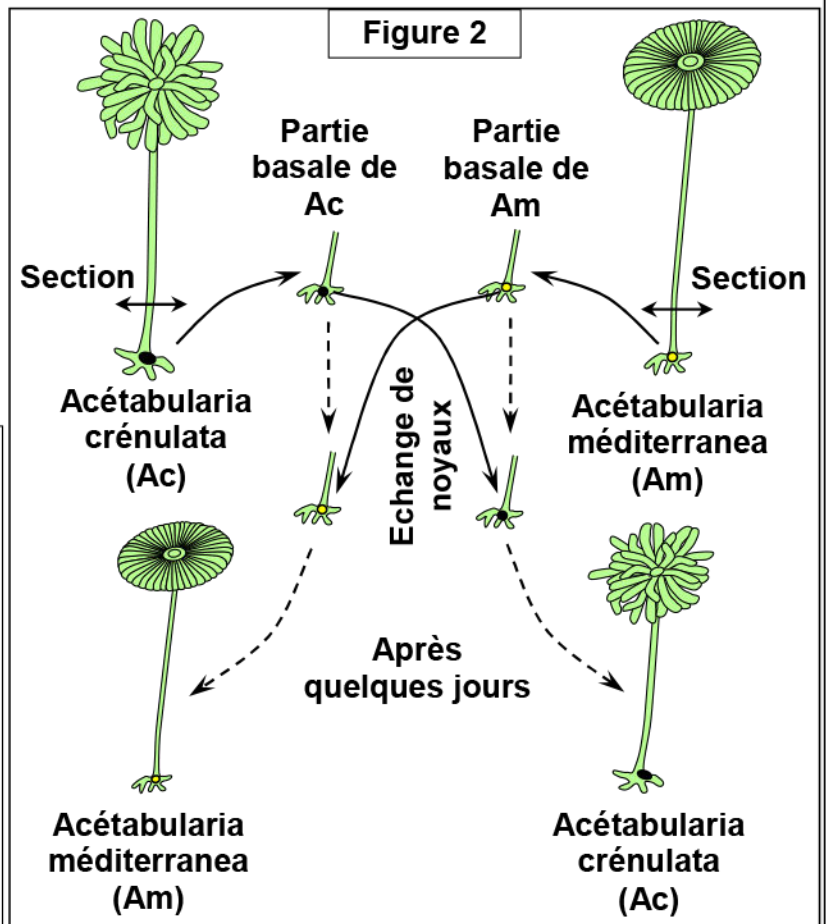 Figure 2
Partie
basale de
Ac
Partie
basale de
Am
Section
Section
Acétabularia
crénulata
(Ac)
Acétabularia
méditerranea
(Am)
Echange de
noyaux
Après
quelques jours
Acétabularia
méditerranea
(Am)
Acétabularia
crénulata
(Ac)